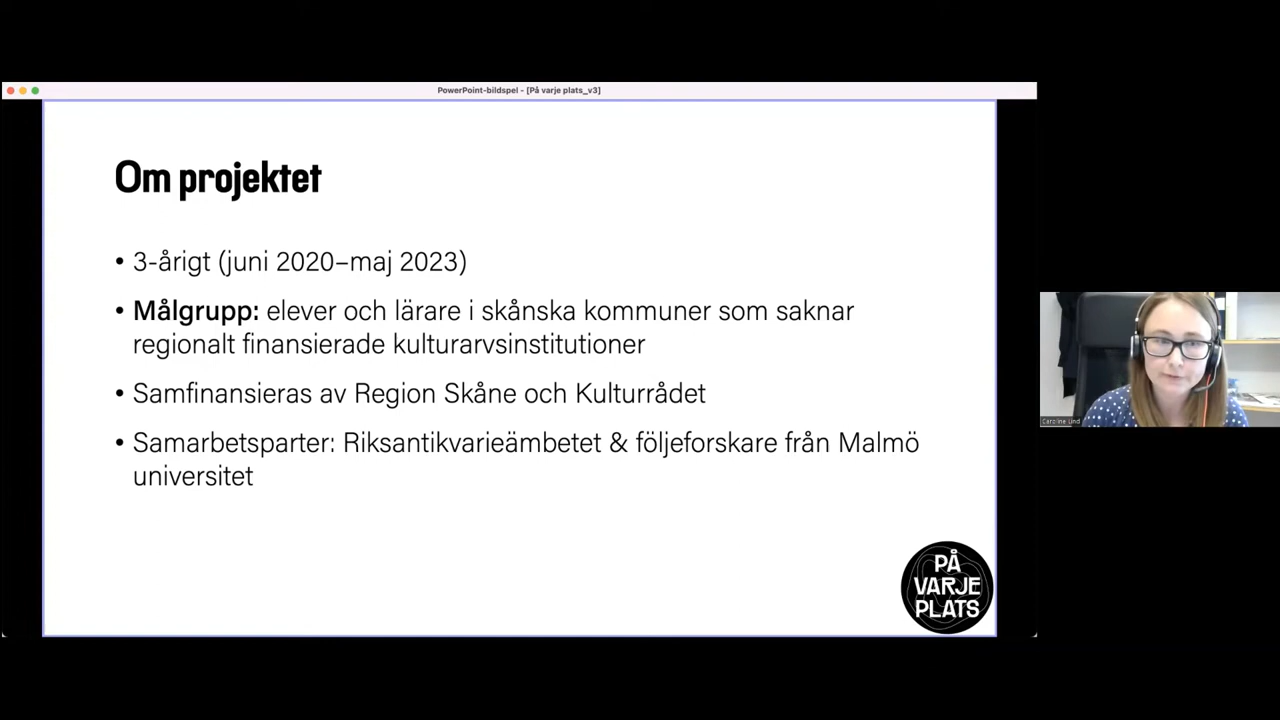 PowerPoint-bildspel - [På varje plats_v3]
Om projektet
• 3-årigt (juni 2020–maj 2023)
• Målgrupp: elever och lärare i skånska kommuner som saknar
regionalt finansierade kulturarvsinstitutioner
• Samfinansieras av Region Skåne och Kulturrådet
• Samarbetsparter: Riksantikvarieämbetet & följeforskare från Malmö
universitet
PÅ
VARJE
PLATS
Caroline Lind